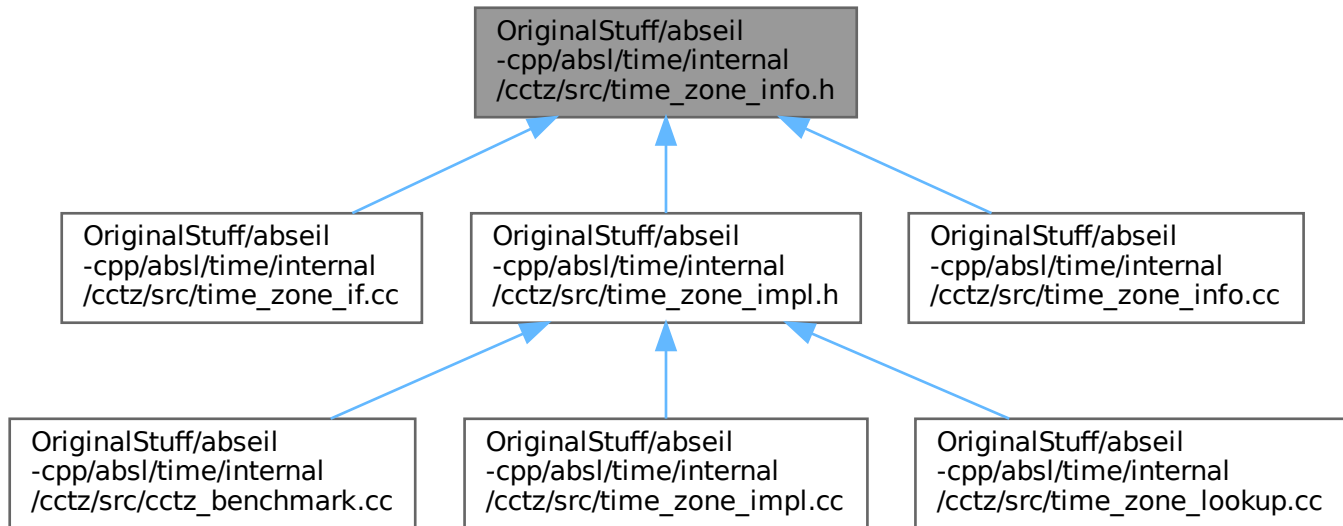 OriginalStuff/abseil
-cpp/absl/time/internal
/cctz/src/time_zone_info.h
OriginalStuff/abseil
-cpp/absl/time/internal
/cctz/src/time_zone_if.cc
OriginalStuff/abseil
-cpp/absl/time/internal
/cctz/src/time_zone_impl.h
OriginalStuff/abseil
-cpp/absl/time/internal
/cctz/src/time_zone_info.cc
OriginalStuff/abseil
-cpp/absl/time/internal
/cctz/src/cctz_benchmark.cc
OriginalStuff/abseil
-cpp/absl/time/internal
/cctz/src/time_zone_impl.cc
OriginalStuff/abseil
-cpp/absl/time/internal
/cctz/src/time_zone_lookup.cc